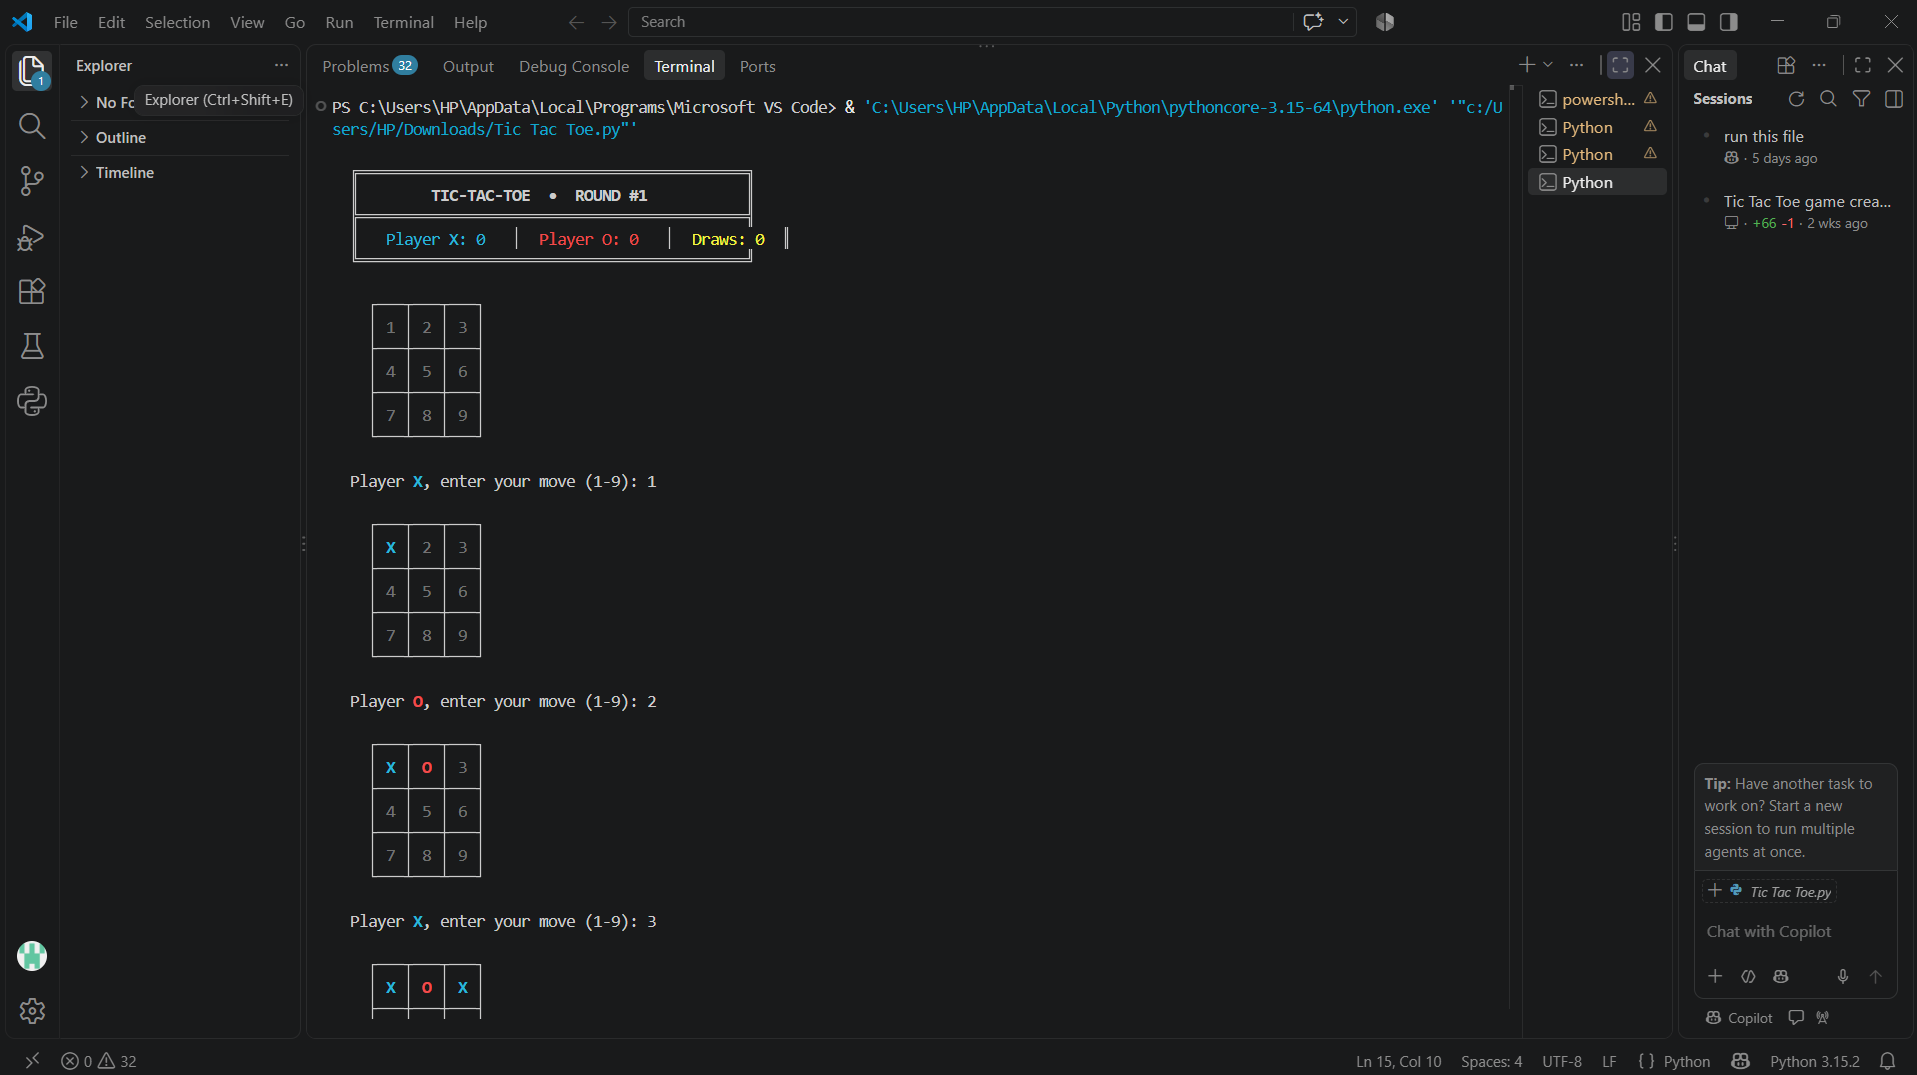 File Edit Selection View Go Run Terminal Help
Search
Explorer
No Fo
Explorer (Ctrl+Shift+E)
Outline
Timeline
1
Problems 32 Output Debug Console Terminal Ports
PS C:\Users\HP\AppData\Local\Programs\Microsoft VS Code> & 'C:\Users\HP\AppData\Local\Python\pythoncore-3.15-64\python.exe' '"c:/U
sers/HP/Downloads/Tic Tac Toe.py"'
TIC-TAC-TOE • ROUND #1
Player X: 0 | Player O: 0 | Draws: 0 ║
1 2 3
4 5 6
7 8 9
Player X, enter your move (1-9): 1
X 2 3
4 5 6
7 8 9
Player O, enter your move (1-9): 2
X O 3
4 5 6
7 8 9
Player X, enter your move (1-9): 3
X O X
powersh...
Python
Python
Python
Chat
Sessions
run this file
· 5 days ago
Tic Tac Toe game crea...
· +66 -1 · 2 wks ago
Tip: Have another task to
work on? Start a new
session to run multiple
agents at once.
Tic Tac Toe.py
Chat with Copilot
Copilot
0 32
Ln 15, Col 10 Spaces: 4 UTF-8 LF {} Python Python 3.15.2